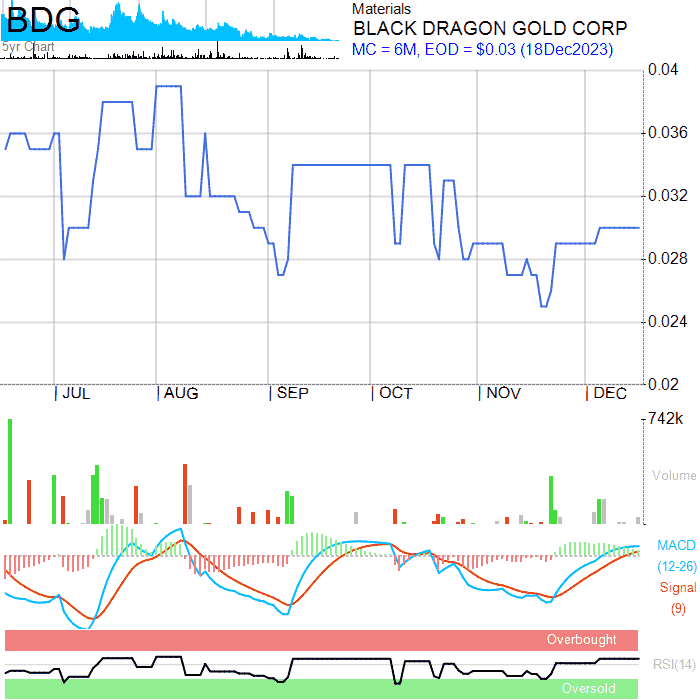 BDG
5yr Chart
Materials
BLACK DRAGON GOLD CORP
MC = 6M, EOD = $0.03 (18Dec2023)
0.04
0.036
0.032
0.028
0.024
0.02
JUL AUG SEP OCT NOV DEC
742k
Volume
MACD
(12-26)
Signal
(9)
Overbought
RSI(14)
Oversold